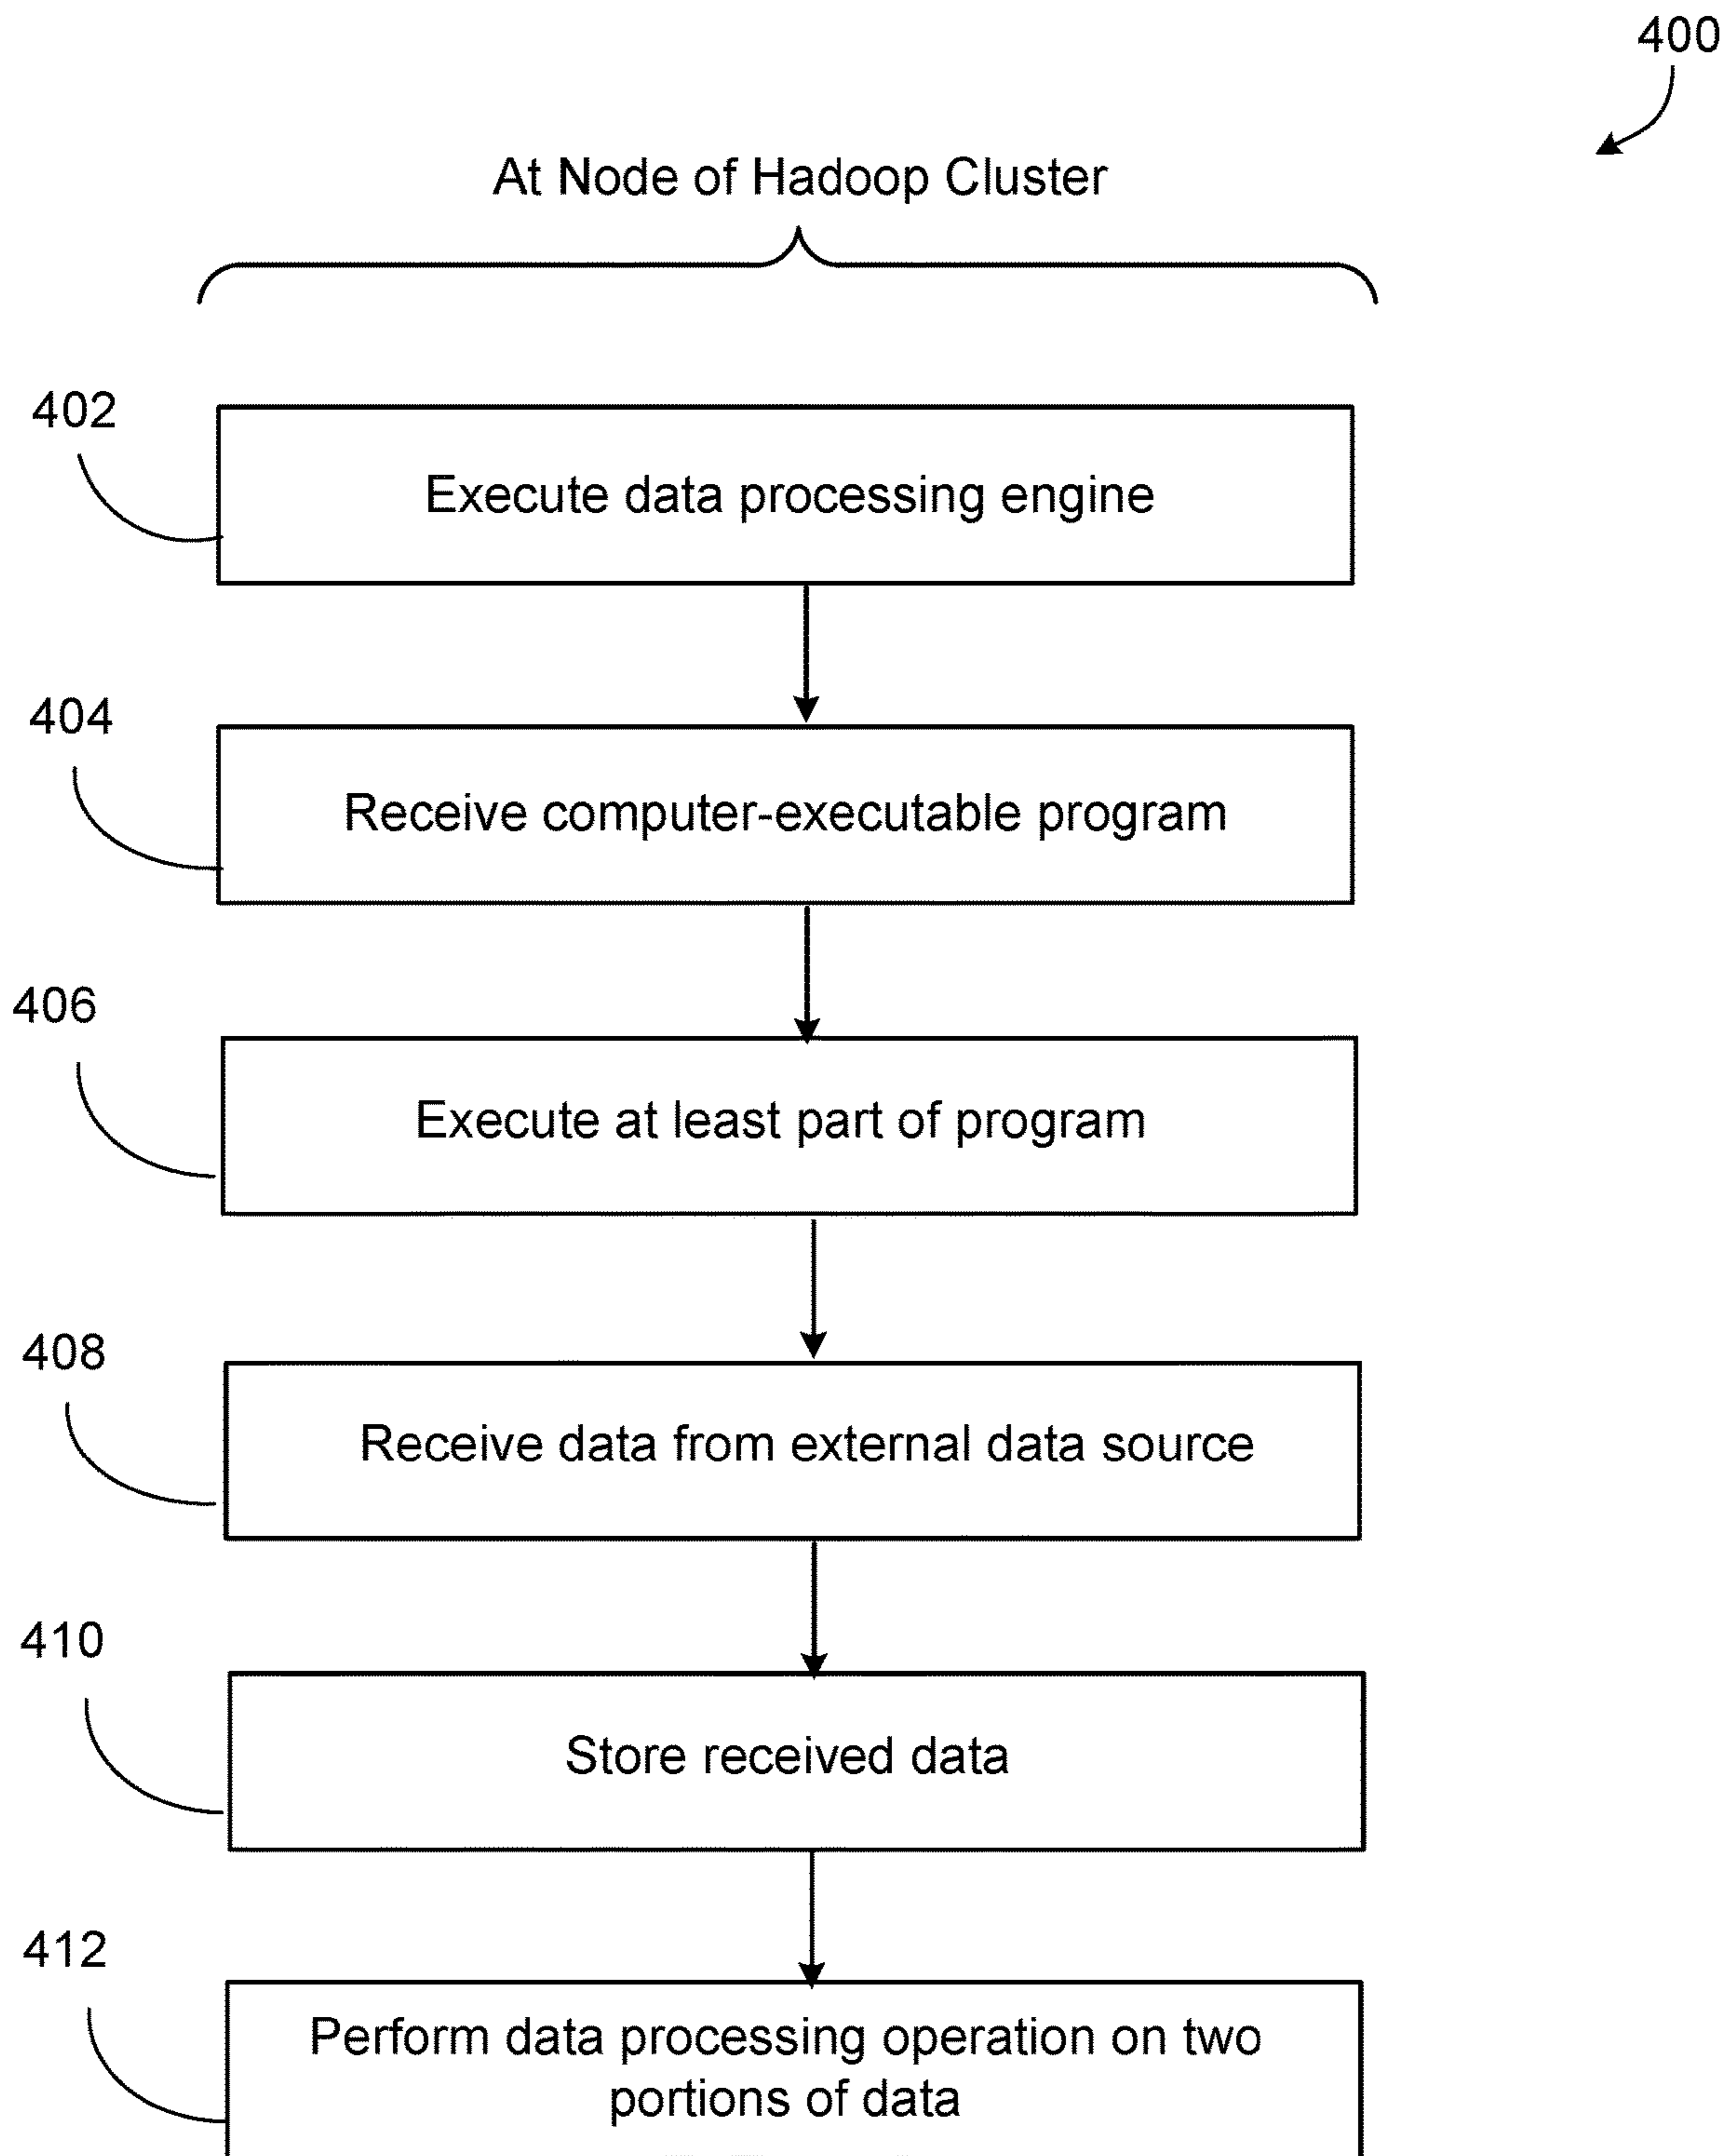 400
At Node of Hadoop Cluster
402
Execute data processing engine
404
Receive computer-executable program
406
Execute at least part of program
408
Receive data from external data source
410
Store received data
412
Perform data processing operation on two
portions of data